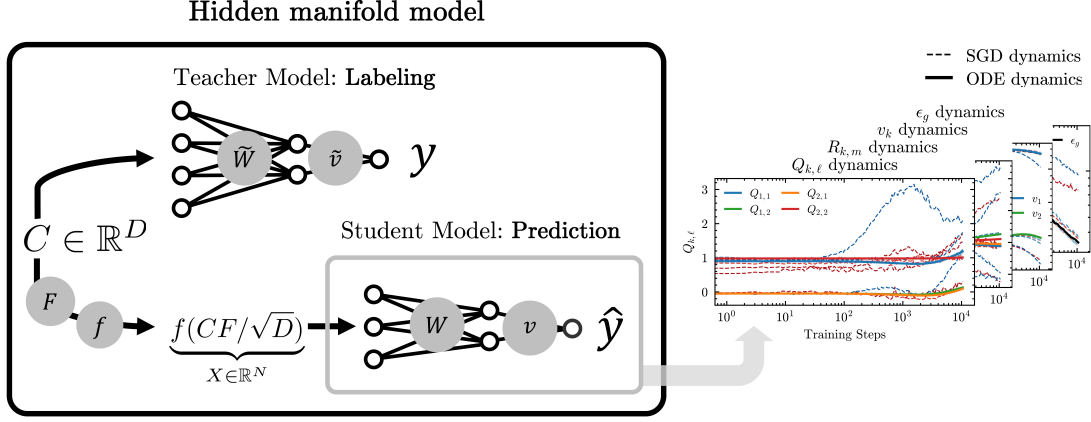 Hidden manifold model
Teacher Model: Labeling
W̃
ṽ
y
C ∈ ℝ^D
Student Model: Prediction
F
f
f(CF/√D)
X∈ℝ^N
W
v
ŷ
SGD dynamics
ODE dynamics
ϵ_g dynamics
v_k dynamics
R_{k,m} dynamics
Q_{k,ℓ} dynamics
ϵ_g
v_1
v_2
Q_{1,1} Q_{2,1}
Q_{1,2} Q_{2,2}
Q_{k,ℓ}
3
2
1
0
10^0 10^1 10^2 10^3 10^4
10^4
10^4
10^4
Training Steps